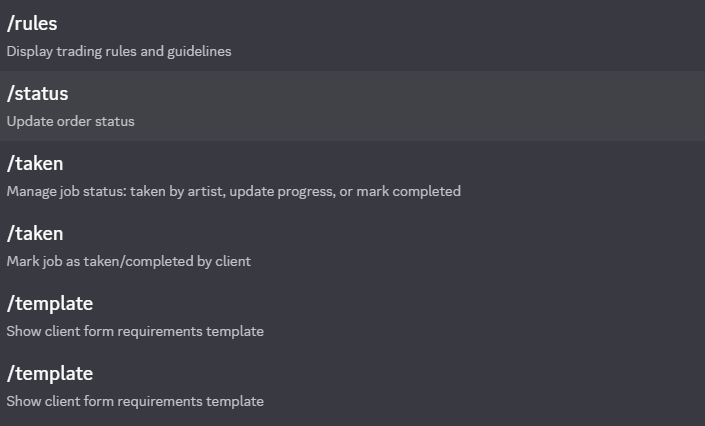 /rules
Display trading rules and guidelines
/status
Update order status
/taken
Manage job status: taken by artist, update progress, or mark completed
/taken
Mark job as taken/completed by client
/template
Show client form requirements template
/template
Show client form requirements template